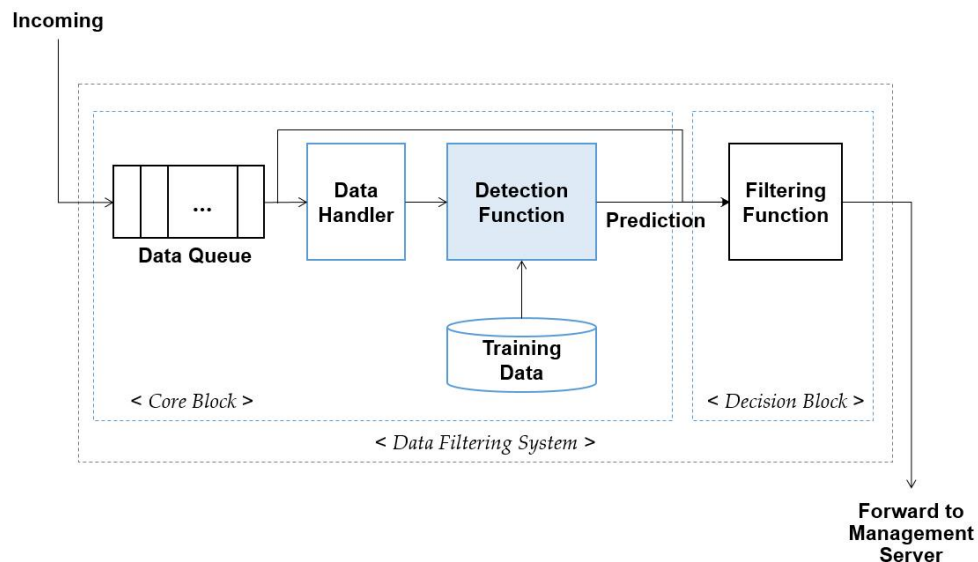 Incoming
...
Data Queue
Data
Handler
Detection
Function
Prediction
Filtering
Function
Training
Data
< Core Block >
< Decision Block >
< Data Filtering System >
Forward to
Management
Server